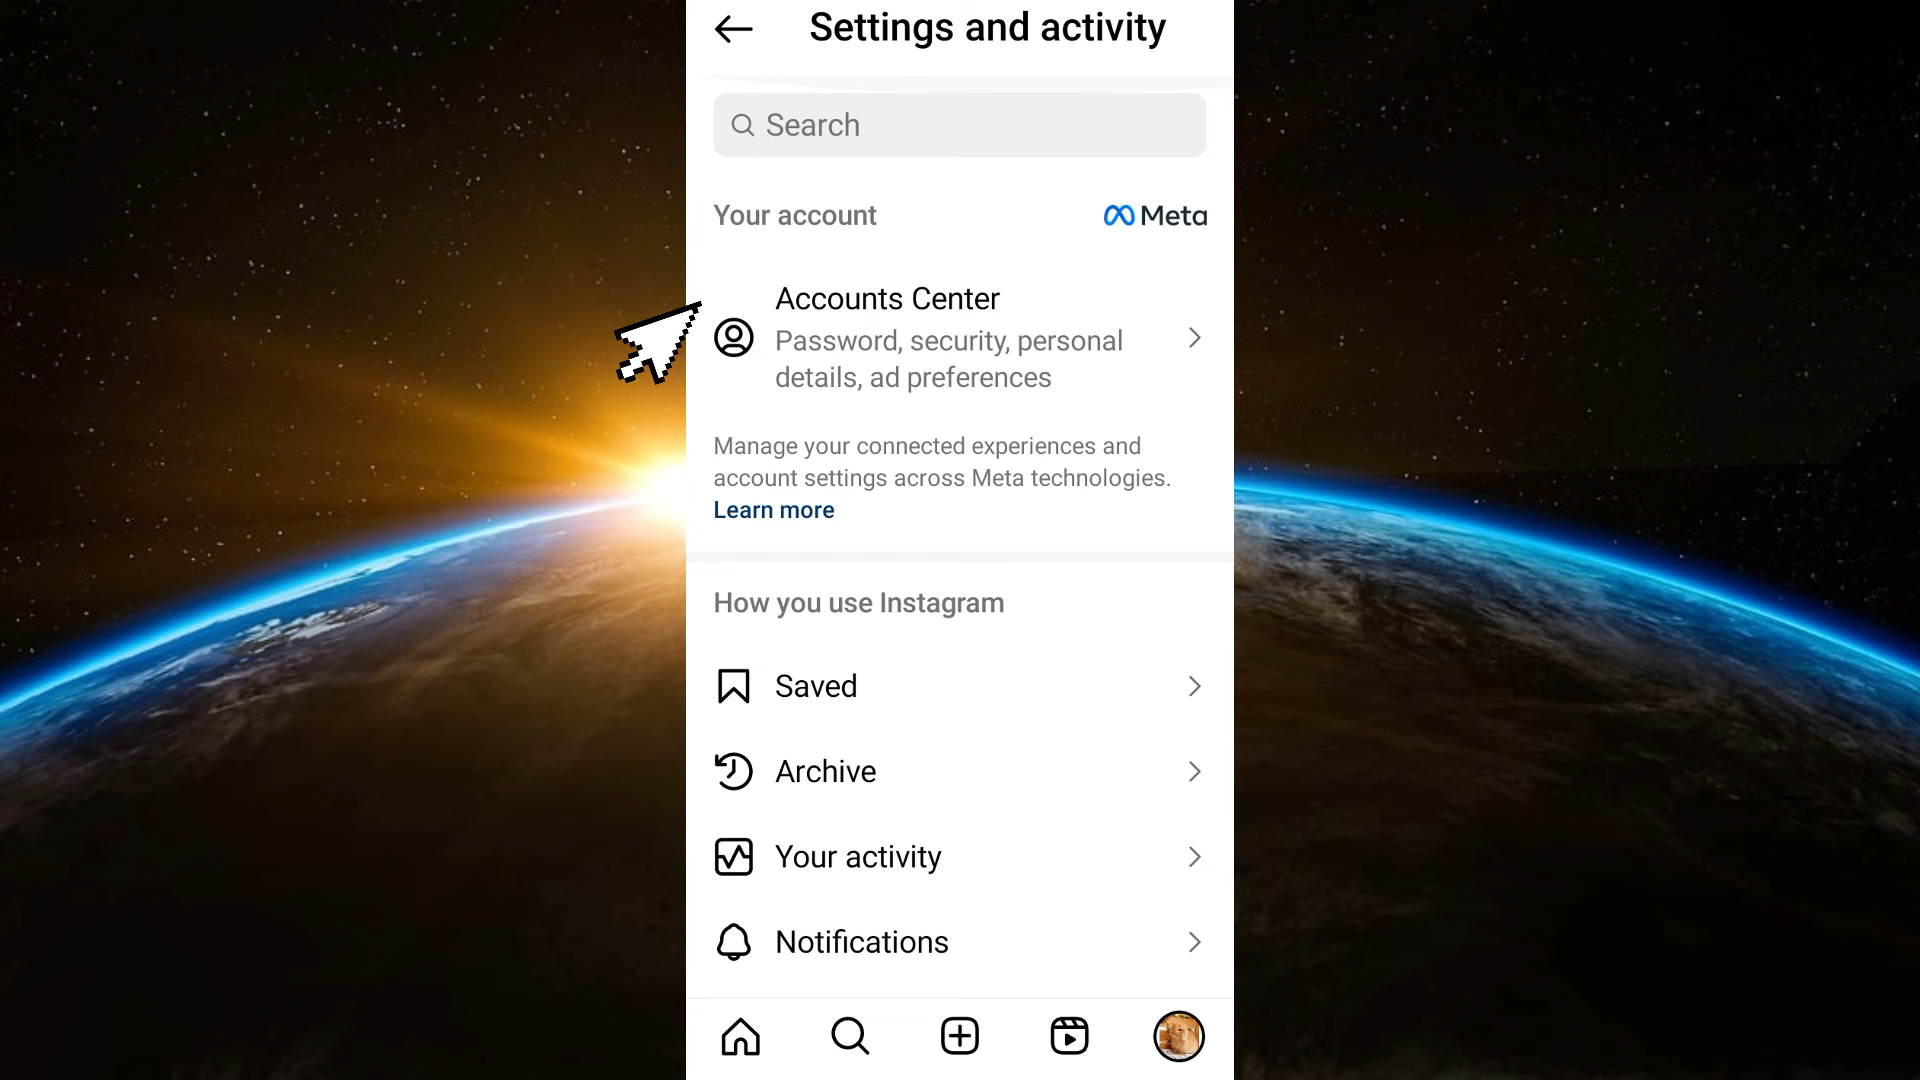 Settings and activity
Search
Your account
Meta
Accounts Center
Password, security, personal
details, ad preferences
Manage your connected experiences and
account settings across Meta technologies.
Learn more
How you use Instagram
Saved
Archive
Your activity
Notifications